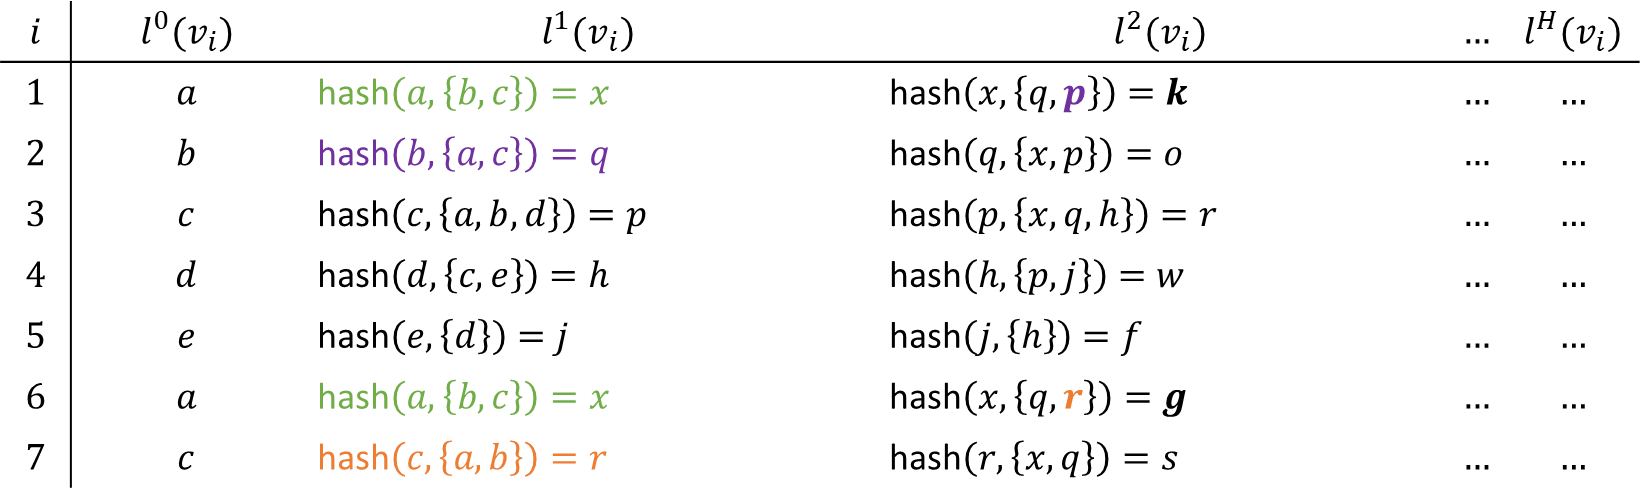 i l⁰(vᵢ) l¹(vᵢ) l²(vᵢ) ... lᴴ(vᵢ)
1 a hash(a, {b, c}) = x hash(x, {q, p}) = k ... ...
2 b hash(b, {a, c}) = q hash(q, {x, p}) = o ... ...
3 c hash(c, {a, b, d}) = p hash(p, {x, q, h}) = r ... ...
4 d hash(d, {c, e}) = h hash(h, {p, j}) = w ... ...
5 e hash(e, {d}) = j hash(j, {h}) = f ... ...
6 a hash(a, {b, c}) = x hash(x, {q, r}) = g ... ...
7 c hash(c, {a, b}) = r hash(r, {x, q}) = s ... ...